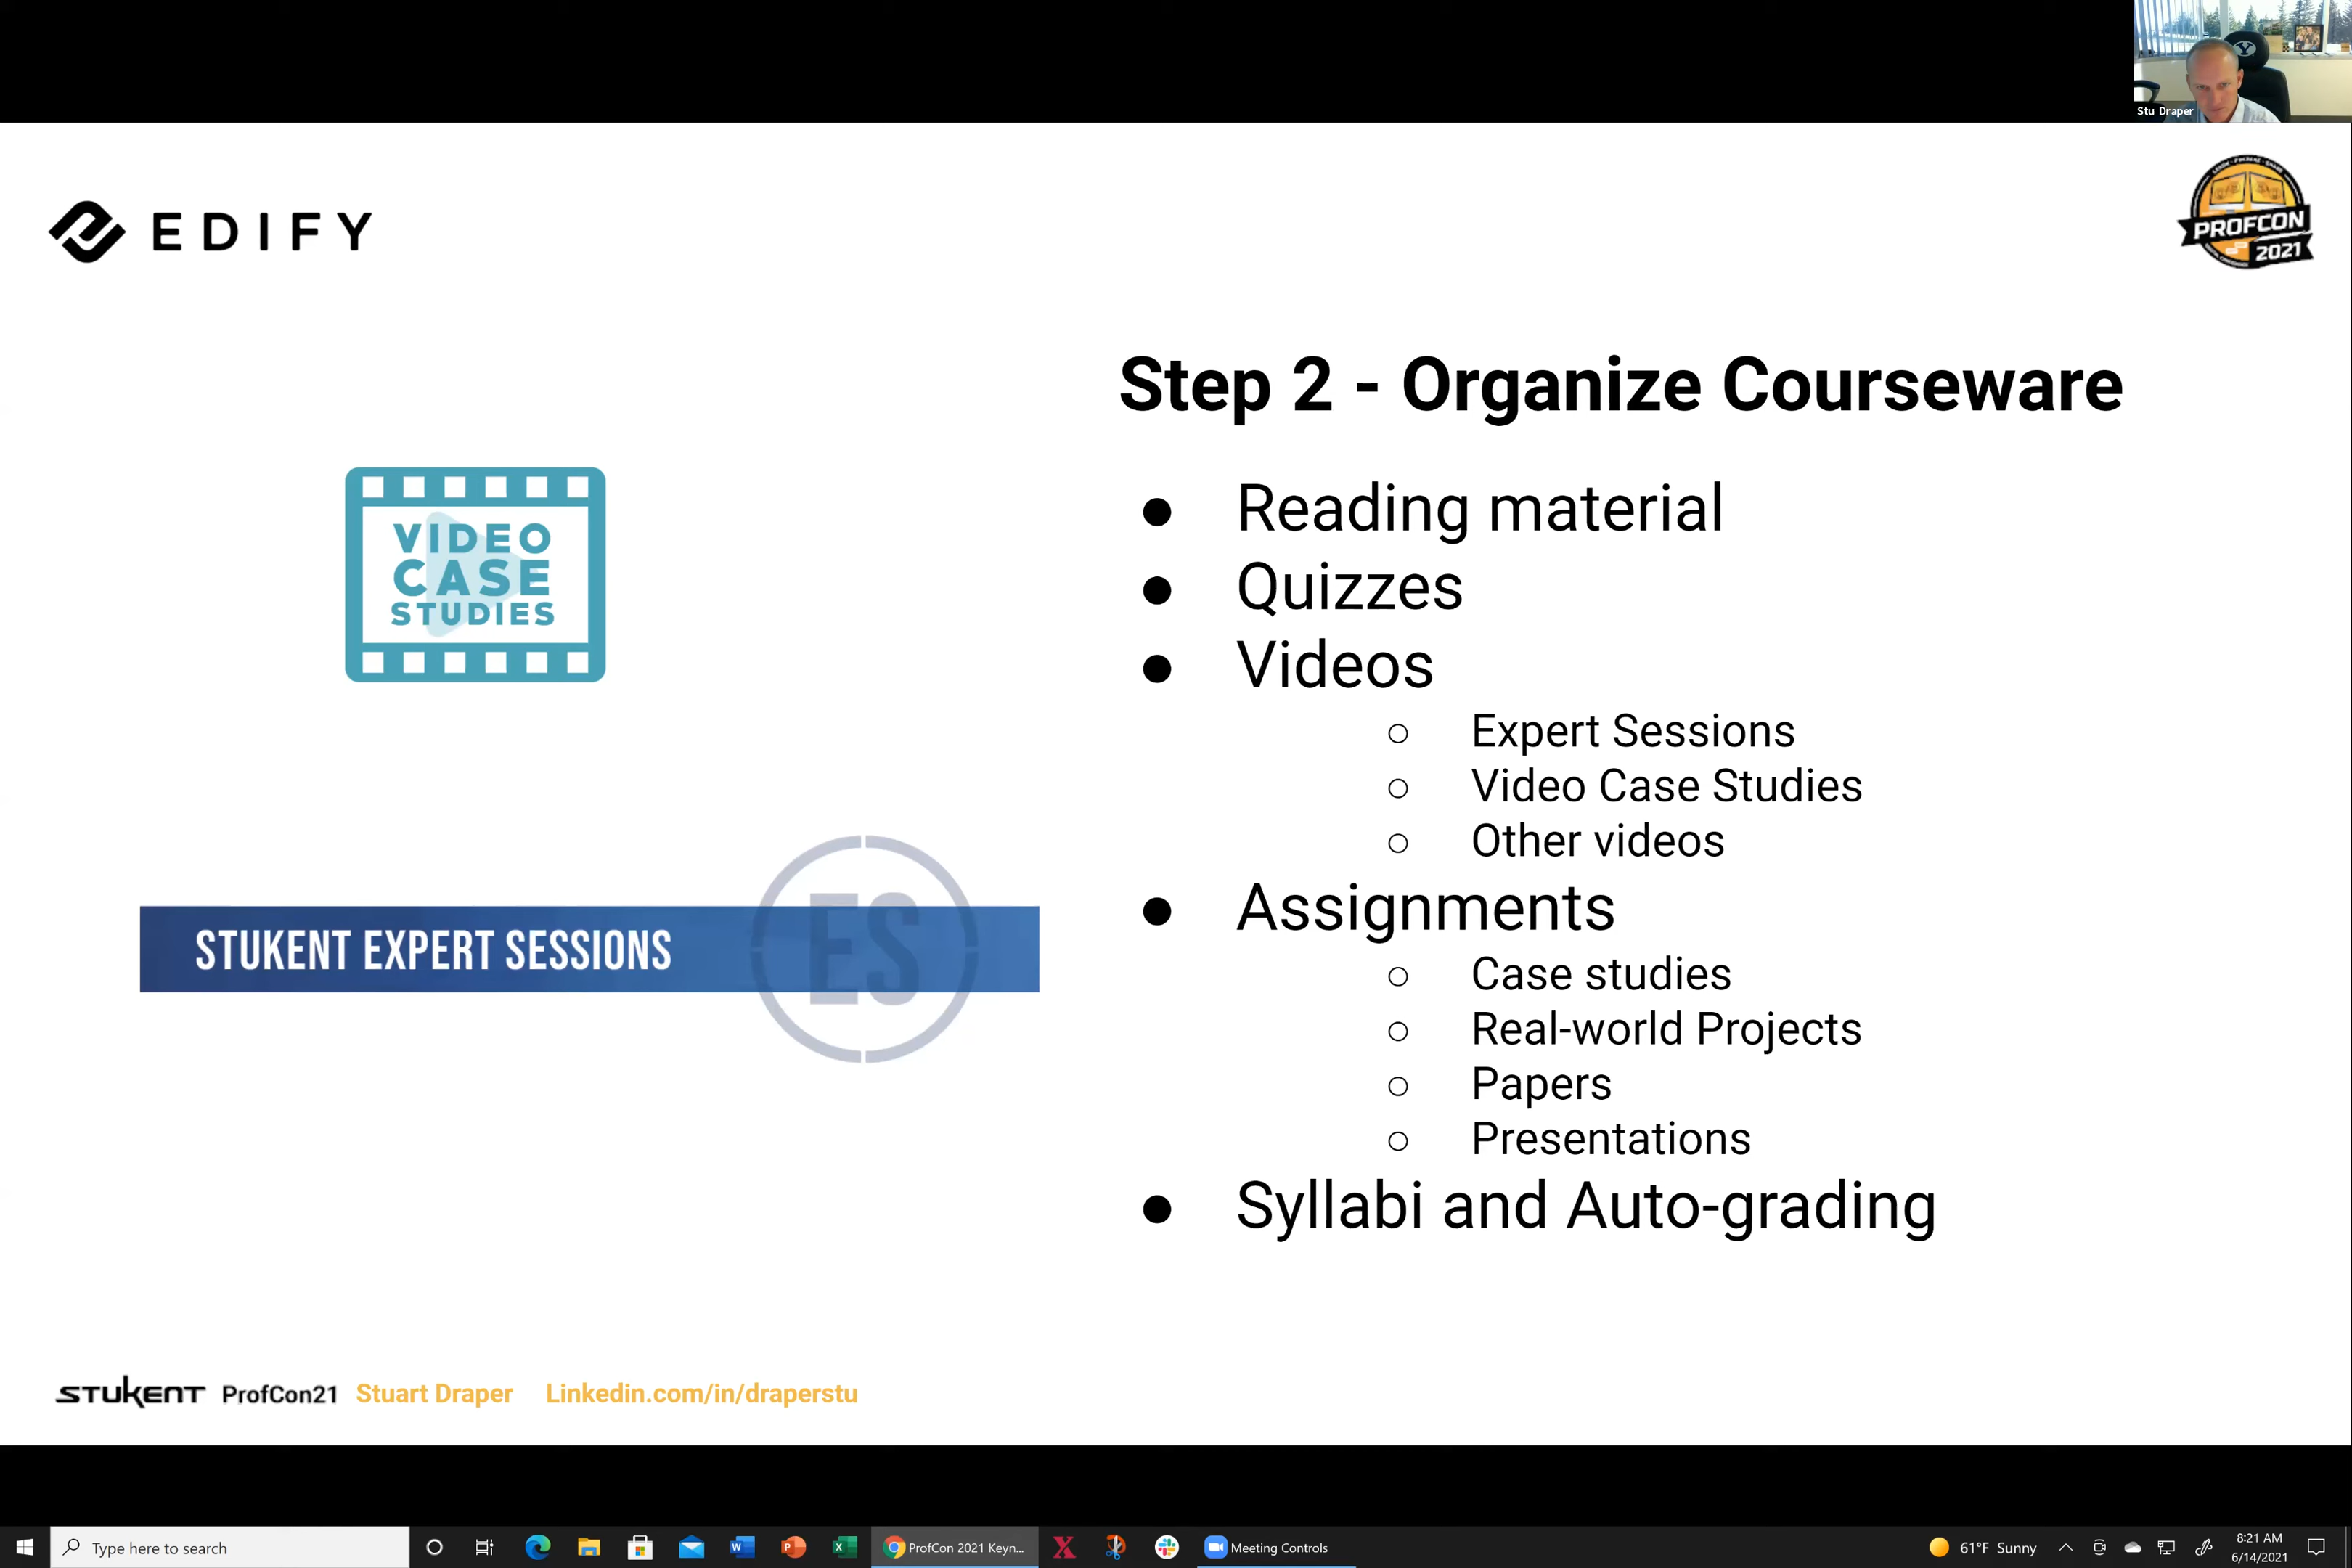 Stu Draper
EDIFY
PROFCON
2021
Step 2 - Organize Courseware
VIDEO
CASE
STUDIES
Reading material
Quizzes
Videos
Expert Sessions
Video Case Studies
Other videos
STUKENT EXPERT SESSIONS
ES
Assignments
Case studies
Real-world Projects
Papers
Presentations
Syllabi and Auto-grading
STUKENT ProfCon21 Stuart Draper Linkedin.com/in/draperstu
Type here to search
ProfCon 2021 Keyn...
Meeting Controls
61°F Sunny
8:21 AM
6/14/2021